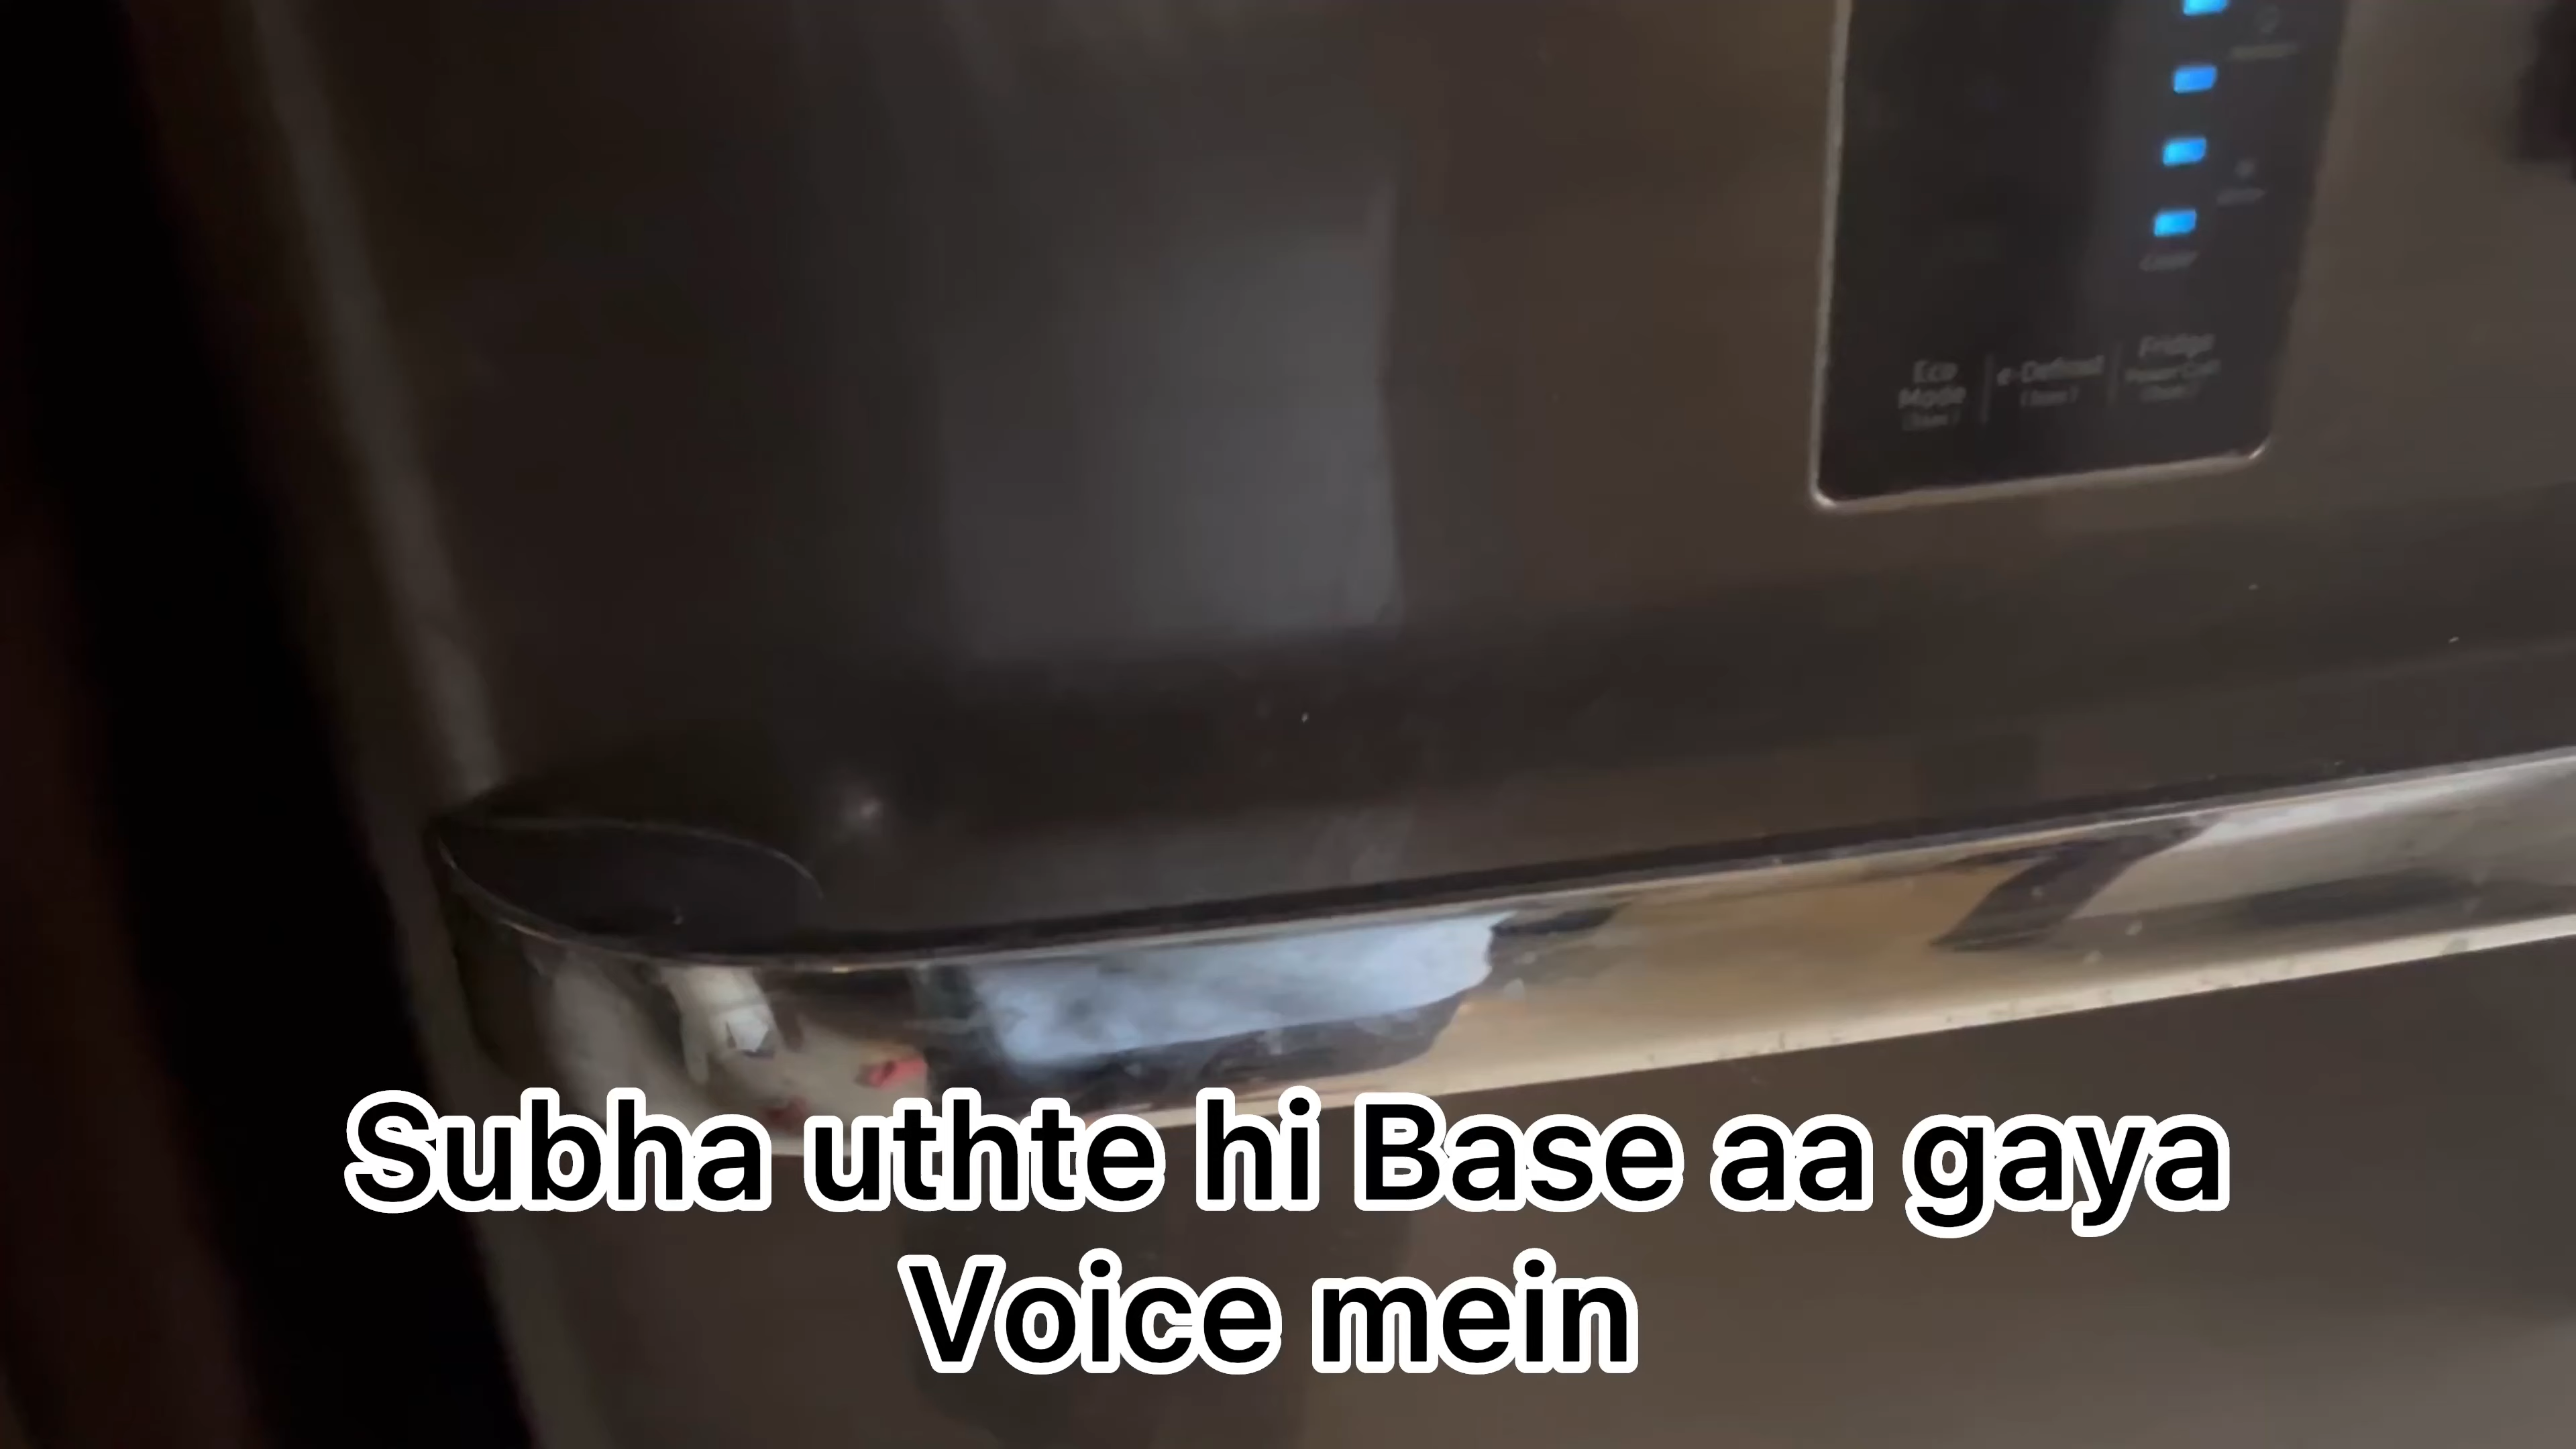 Eco
Mode
e-Defrost
Fridge
Subha uthte hi Base aa gaya
Voice mein